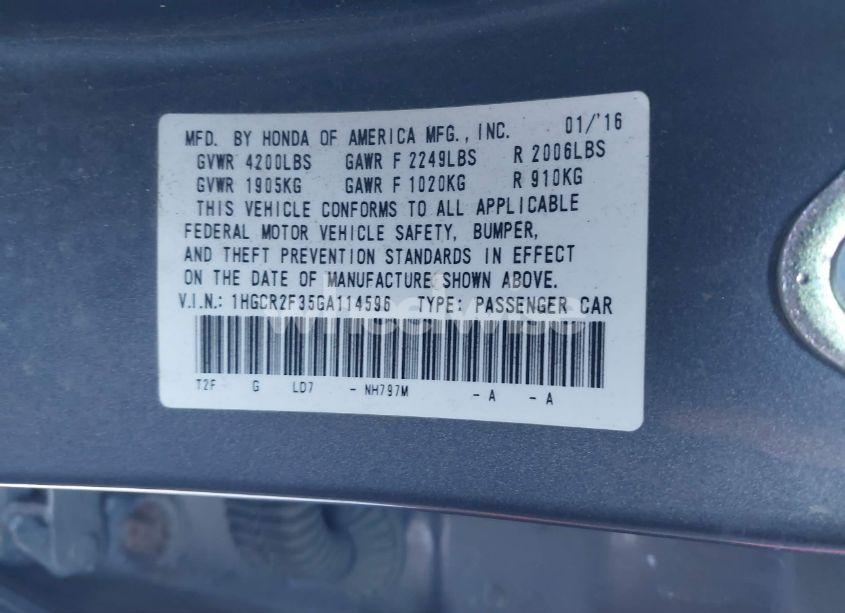 MFD. BY HONDA OF AMERICA MFG., INC. 01/'16
GVWR 4200LBS GAWR F 2249LBS R 2006LBS
GVWR 1905KG GAWR F 1020KG R 910KG
THIS VEHICLE CONFORMS TO ALL APPLICABLE
FEDERAL MOTOR VEHICLE SAFETY, BUMPER,
AND THEFT PREVENTION STANDARDS IN EFFECT
ON THE DATE OF MANUFACTURE SHOWN ABOVE.
V.I.N.: 1HGCR2F35GA114596 TYPE: PASSENGER CAR
wheelwise
T2F G LD7 - NH797M - A - A